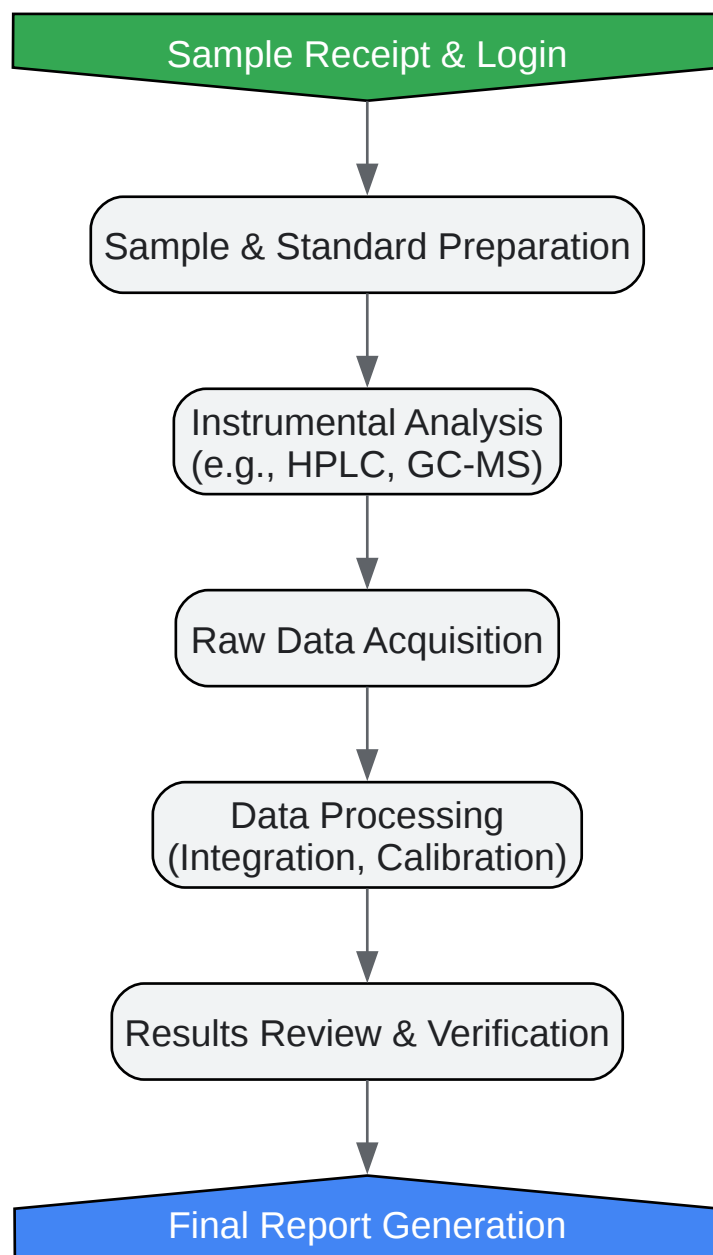 Sample Receipt & Login
Sample & Standard Preparation
Instrumental Analysis
(e.g., HPLC, GC-MS)
Raw Data Acquisition
Data Processing
(Integration, Calibration)
Results Review & Verification
Final Report Generation